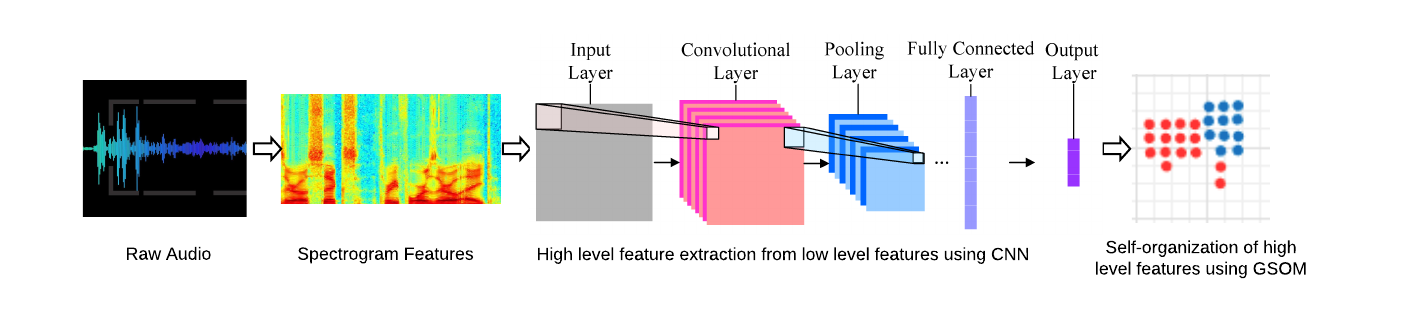 Input
Layer
Convolutional
Layer
Pooling
Layer
Fully Connected
Layer
Output
Layer
...
Raw Audio
Spectrogram Features
High level feature extraction from low level features using CNN
Self-organization of high
level features using GSOM